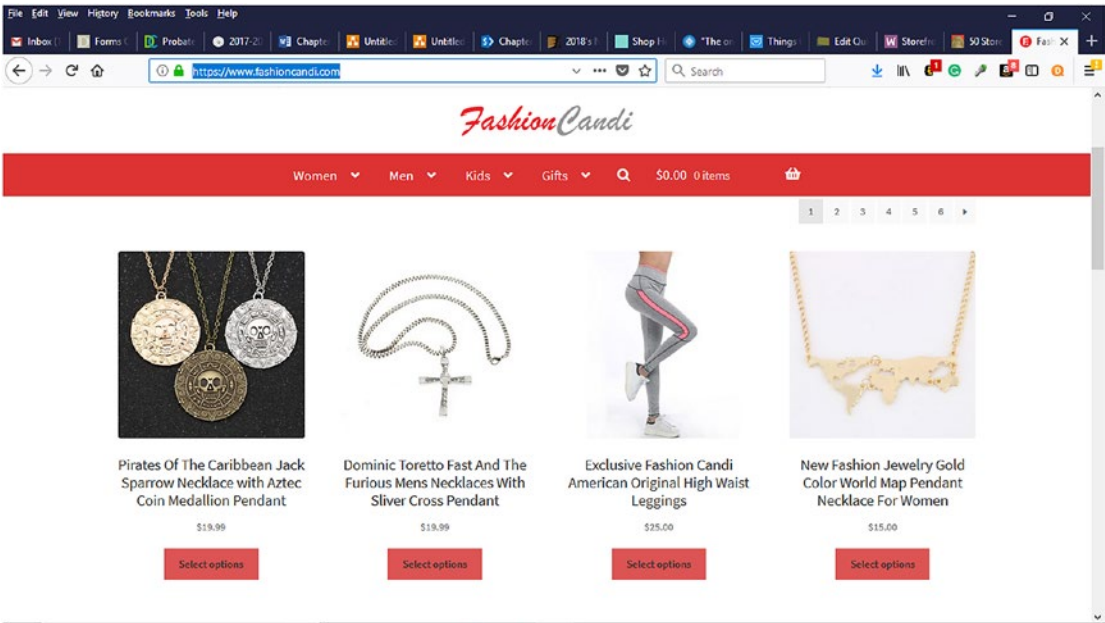 File Edit View History Bookmarks Tools Help
Inbox ( Forms Probate 2017-20 Chapte Untitled Untitled Chapter 2018's Shop H "The on Things Edit Qu Storefr 50 Store Fash
https://www.fashioncandi.com Search
FashionCandi
Women Men Kids Gifts $0.00 0 items
1 2 3 4 5 6
Pirates Of The Caribbean Jack Dominic Toretto Fast And The Exclusive Fashion Candi New Fashion Jewelry Gold
Sparrow Necklace with Aztec Furious Mens Necklaces With American Original High Waist Color World Map Pendant
Coin Medallion Pendant Sliver Cross Pendant Leggings Necklace For Women
$19.99 $19.99 $25.00 $15.00
Select options Select options Select options Select options